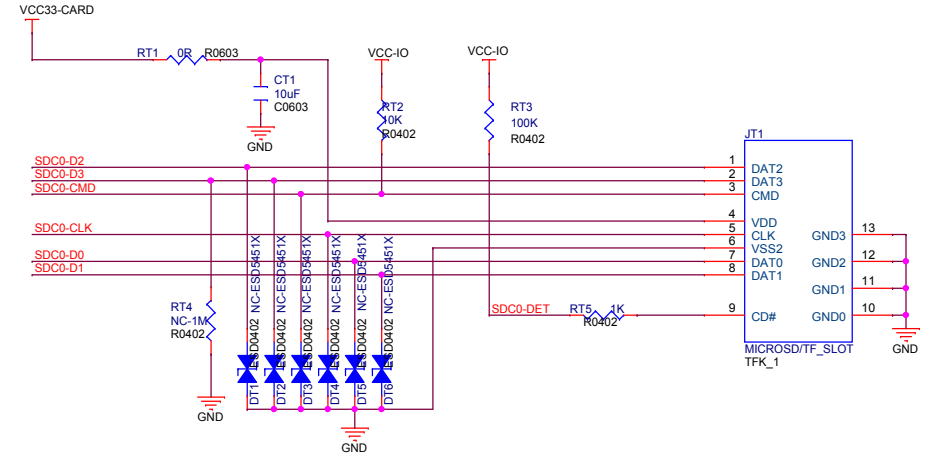 VCC33-CARD
RT1 0R R0603
VCC-IO
VCC-IO
CT1
10uF
C0603
GND
RT2
10K
R0402
RT3
100K
R0402
JT1
SDC0-D2
SDC0-D3
SDC0-CMD
SDC0-CLK
SDC0-D0
SDC0-D1
1 DAT2
2 DAT3
3 CMD
4 VDD
5 CLK
6 VSS2
7 DAT0
8 DAT1
9 CD#
GND3 13
GND2 12
GND1 11
GND0 10
GND
MICROSD/TF_SLOT
TFK_1
SDC0-DET
RT5 1K
R0402
RT4
NC-1M
R0402
GND
DT1 ESD0402 NC-ESD5451X
DT2 ESD0402 NC-ESD5451X
DT3 ESD0402 NC-ESD5451X
DT4 ESD0402 NC-ESD5451X
DT5 ESD0402 NC-ESD5451X
DT6 ESD0402 NC-ESD5451X
GND